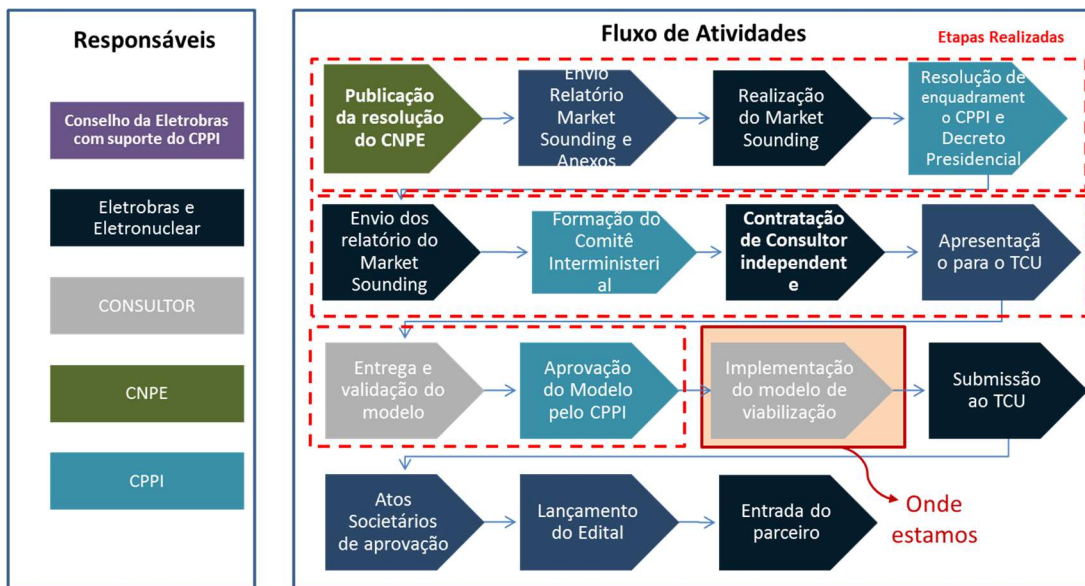 Responsáveis
Conselho da Eletrobras
com suporte do CPPI
Eletrobras e
Eletronuclear
CONSULTOR
CNPE
CPPI
Fluxo de Atividades
Etapas Realizadas
Publicação
da resolução
do CNPE
Envio
Relatório
Market
Sounding e
Anexos
Realização
do Market
Sounding
Resolução de
enquadrament
o CPPI e
Decreto
Presidencial
Envio dos
relatório do
Market
Sounding
Formação do
Comitê
Interministeri
al
Contratação
de Consultor
independent
e
Apresentaçã
o para o TCU
Entrega e
validação do
modelo
Aprovação
do Modelo
pelo CPPI
Implementação
do modelo de
viabilização
Submissão
ao TCU
Atos
Societários
de aprovação
Lançamento
do Edital
Entrada do
parceiro
Onde
estamos